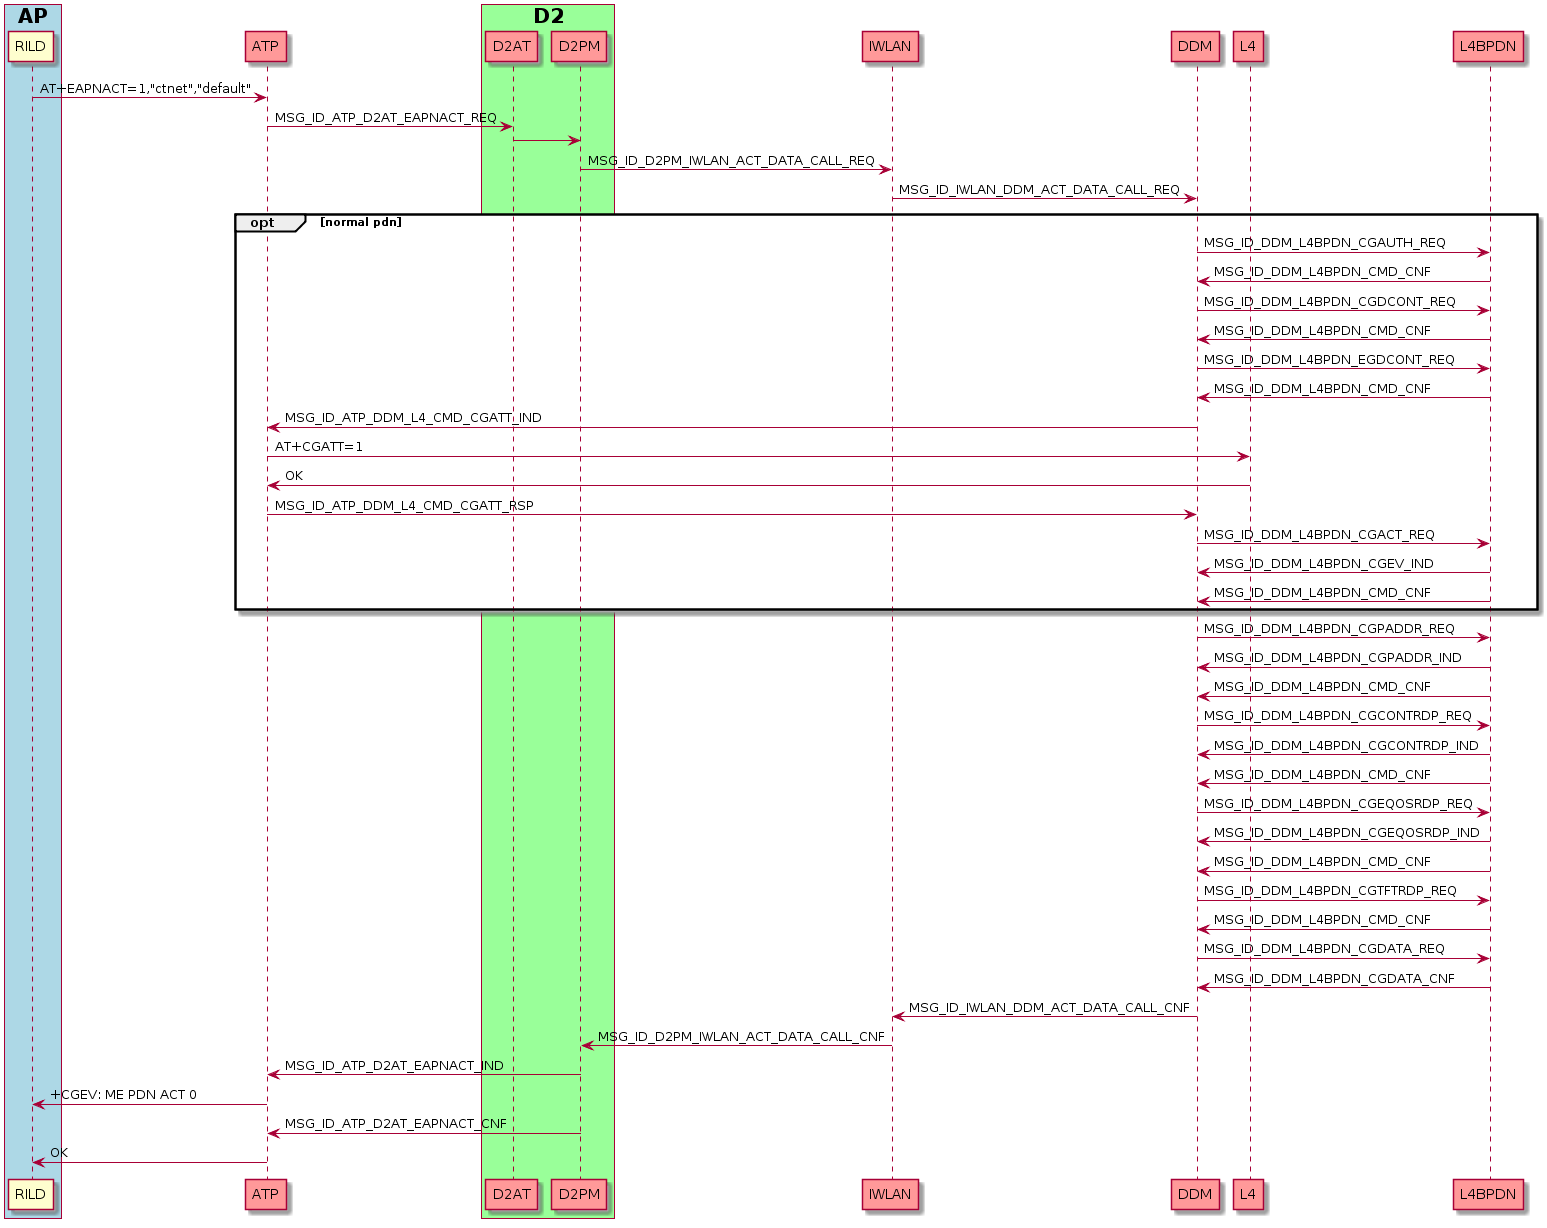 AP
D2
RILD
ATP
D2AT
D2PM
IWLAN
DDM
L4
L4BPDN
AT+EAPNACT=1,"ctnet","default"
MSG_ID_ATP_D2AT_EAPNACT_REQ
MSG_ID_D2PM_IWLAN_ACT_DATA_CALL_REQ
MSG_ID_IWLAN_DDM_ACT_DATA_CALL_REQ
opt [normal pdn]
MSG_ID_DDM_L4BPDN_CGAUTH_REQ
MSG_ID_DDM_L4BPDN_CMD_CNF
MSG_ID_DDM_L4BPDN_CGDCONT_REQ
MSG_ID_DDM_L4BPDN_CMD_CNF
MSG_ID_DDM_L4BPDN_EGDCONT_REQ
MSG_ID_DDM_L4BPDN_CMD_CNF
MSG_ID_ATP_DDM_L4_CMD_CGATT_IND
AT+CGATT=1
OK
MSG_ID_ATP_DDM_L4_CMD_CGATT_RSP
MSG_ID_DDM_L4BPDN_CGACT_REQ
MSG_ID_DDM_L4BPDN_CGEV_IND
MSG_ID_DDM_L4BPDN_CMD_CNF
MSG_ID_DDM_L4BPDN_CGPADDR_REQ
MSG_ID_DDM_L4BPDN_CGPADDR_IND
MSG_ID_DDM_L4BPDN_CMD_CNF
MSG_ID_DDM_L4BPDN_CGCONTRDP_REQ
MSG_ID_DDM_L4BPDN_CGCONTRDP_IND
MSG_ID_DDM_L4BPDN_CMD_CNF
MSG_ID_DDM_L4BPDN_CGEQOSRDP_REQ
MSG_ID_DDM_L4BPDN_CGEQOSRDP_IND
MSG_ID_DDM_L4BPDN_CMD_CNF
MSG_ID_DDM_L4BPDN_CGTFTRDP_REQ
MSG_ID_DDM_L4BPDN_CMD_CNF
MSG_ID_DDM_L4BPDN_CGDATA_REQ
MSG_ID_DDM_L4BPDN_CGDATA_CNF
MSG_ID_IWLAN_DDM_ACT_DATA_CALL_CNF
MSG_ID_D2PM_IWLAN_ACT_DATA_CALL_CNF
MSG_ID_ATP_D2AT_EAPNACT_IND
+CGEV: ME PDN ACT 0
MSG_ID_ATP_D2AT_EAPNACT_CNF
OK
RILD
ATP
D2AT
D2PM
IWLAN
DDM
L4
L4BPDN